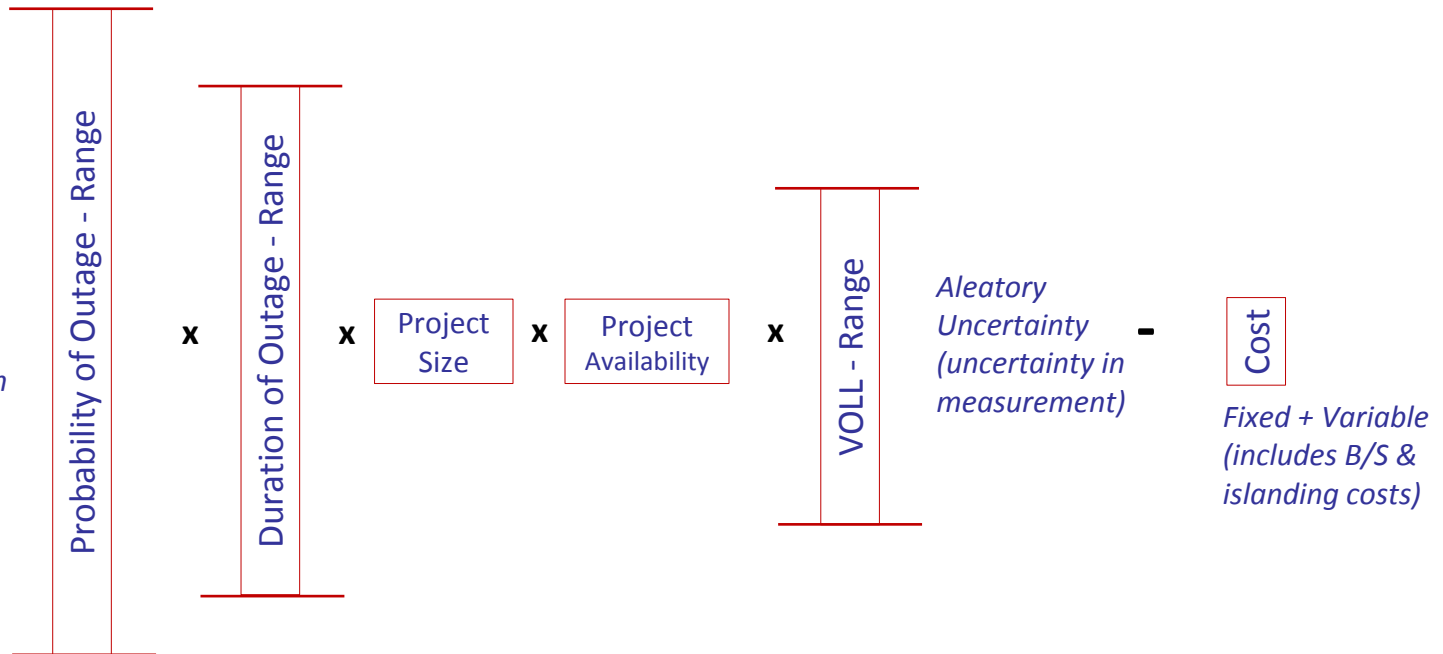 n
Probability of Outage - Range
x
Duration of Outage - Range
x
Project
Size
x
Project
Availability
x
VOLL - Range
Aleatory
Uncertainty
(uncertainty in
measurement)
-
Cost
Fixed + Variable
(includes B/S &
islanding costs)